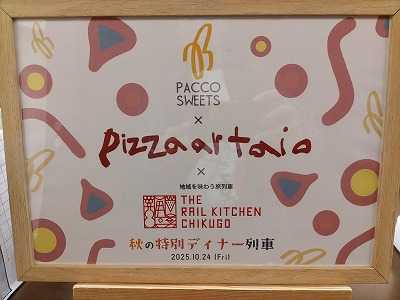 PACCO
SWEETS
×
pizzaartaio
×
地域を味わう旅列車
THE
RAIL KITCHEN
CHIKUGO
秋の特別ディナー列車
2025.10.24 (Fri)